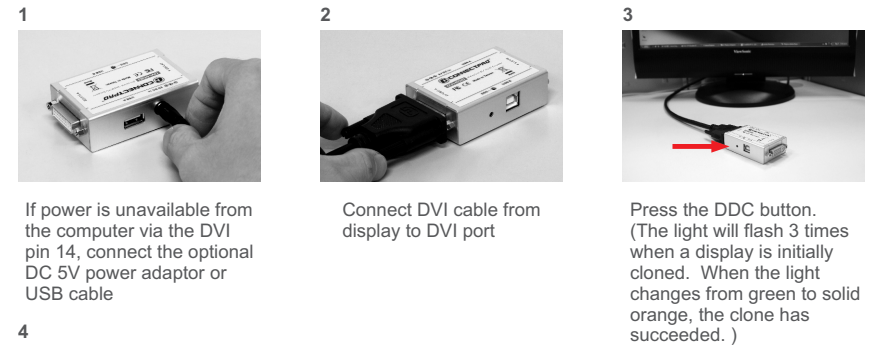 1
If power is unavailable from
the computer via the DVI
pin 14, connect the optional
DC 5V power adaptor or
USB cable
2
Connect DVI cable from
display to DVI port
3
Press the DDC button.
(The light will flash 3 times
when a display is initially
cloned.  When the light
changes from green to solid
orange, the clone has
succeeded. )
4
CONNECTPRO
CONNECTPRO
ViewSonic